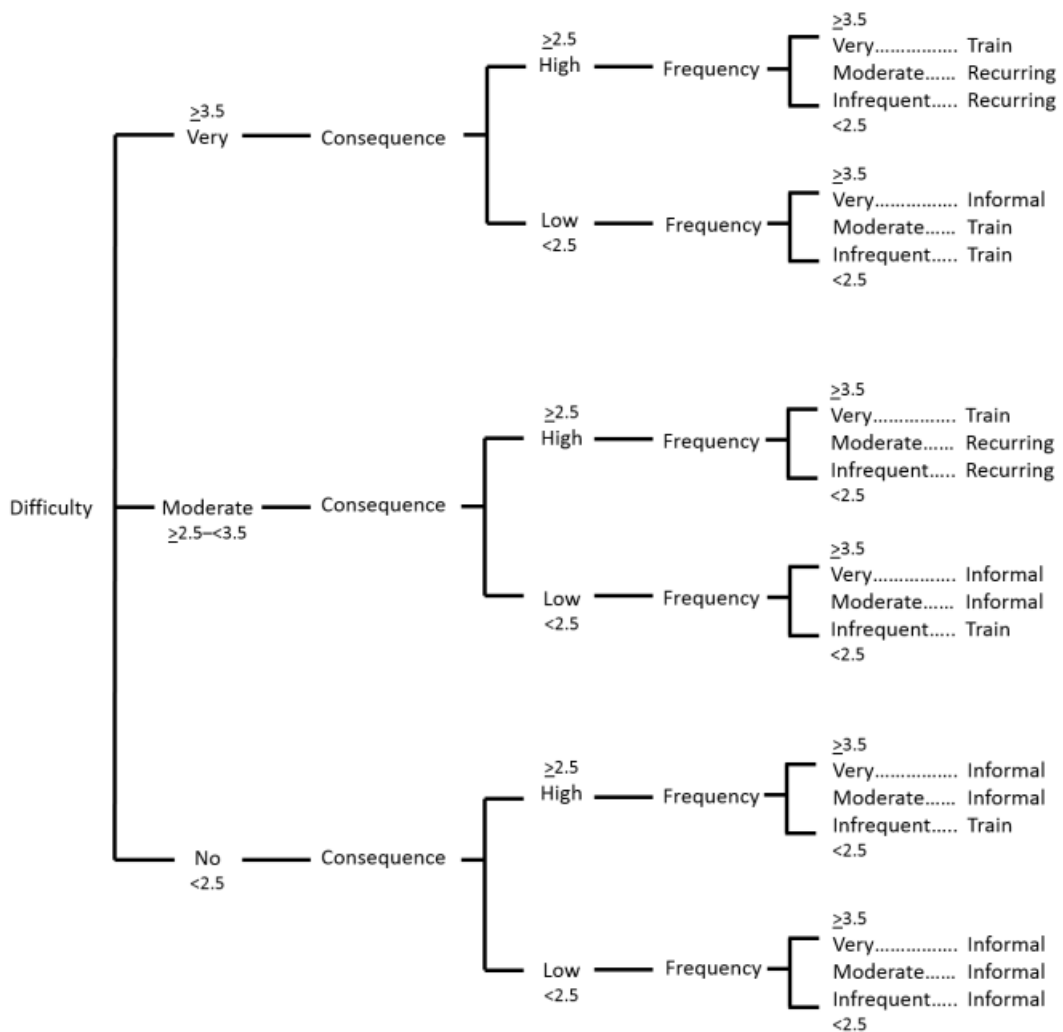 ≥2.5
High
Frequency
≥3.5
Very................ Train
Moderate...... Recurring
Infrequent..... Recurring
<2.5
≥3.5
Very
Consequence
Low
<2.5
Frequency
≥3.5
Very................ Informal
Moderate...... Train
Infrequent..... Train
<2.5
≥2.5
High
Frequency
≥3.5
Very................ Train
Moderate...... Recurring
Infrequent..... Recurring
<2.5
Difficulty
Moderate
≥2.5–<3.5
Consequence
Low
<2.5
Frequency
≥3.5
Very................ Informal
Moderate...... Informal
Infrequent..... Train
<2.5
≥2.5
High
Frequency
≥3.5
Very................ Informal
Moderate...... Informal
Infrequent..... Train
<2.5
No
<2.5
Consequence
Low
<2.5
Frequency
≥3.5
Very................ Informal
Moderate...... Informal
Infrequent..... Informal
<2.5